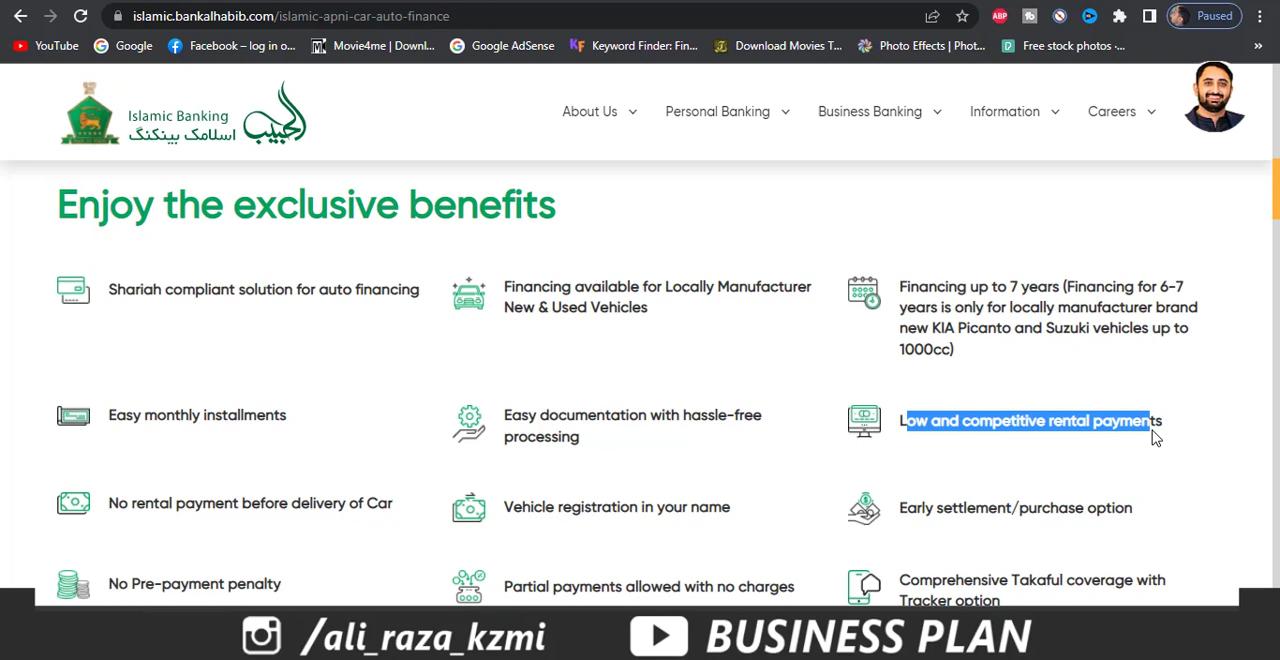 islamic.bankalhabib.com/islamic-apni-car-auto-finance
ABP
Paused
YouTube
Google
Facebook – log in o...
Movie4me | Downl...
Google AdSense
Keyword Finder: Fin...
Download Movies T...
Photo Effects | Phot...
Free stock photos ·...
»
Islamic Banking
اسلامک بینکنگ
الحبیب
About Us
Personal Banking
Business Banking
Information
Careers
Enjoy the exclusive benefits
Shariah compliant solution for auto financing
Financing available for Locally Manufacturer
New & Used Vehicles
Financing up to 7 years (Financing for 6-7
years is only for locally manufacturer brand
new KIA Picanto and Suzuki vehicles up to
1000cc)
Easy monthly installments
Easy documentation with hassle-free
processing
Low and competitive rental payments
No rental payment before delivery of Car
Vehicle registration in your name
Early settlement/purchase option
No Pre-payment penalty
Partial payments allowed with no charges
Comprehensive Takaful coverage with
Tracker option
/ali_raza_kzmi
BUSINESS PLAN